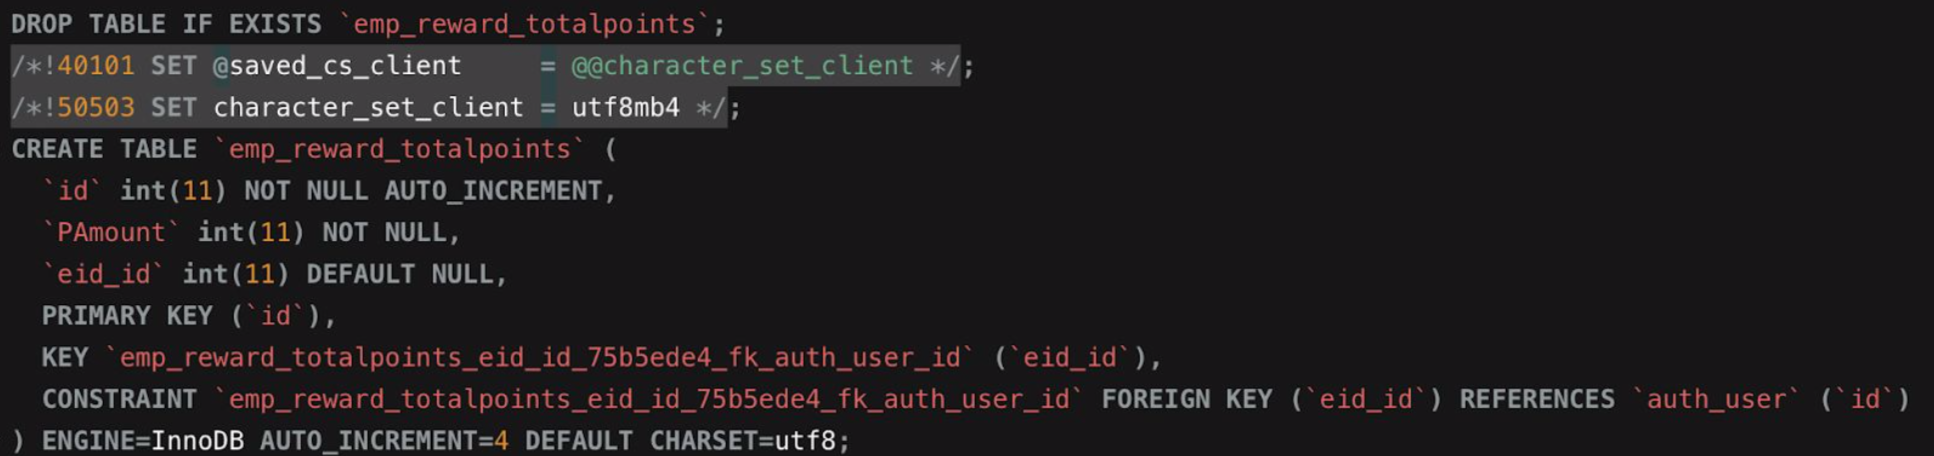 DROP TABLE IF EXISTS `emp_reward_totalpoints`;
/*!40101 SET @saved_cs_client     = @@character_set_client */;
/*!50503 SET character_set_client = utf8mb4 */;
CREATE TABLE `emp_reward_totalpoints` (
  `id` int(11) NOT NULL AUTO_INCREMENT,
  `PAmount` int(11) NOT NULL,
  `eid_id` int(11) DEFAULT NULL,
  PRIMARY KEY (`id`),
  KEY `emp_reward_totalpoints_eid_id_75b5ede4_fk_auth_user_id` (`eid_id`),
  CONSTRAINT `emp_reward_totalpoints_eid_id_75b5ede4_fk_auth_user_id` FOREIGN KEY (`eid_id`) REFERENCES `auth_user` (`id`)
) ENGINE=InnoDB AUTO_INCREMENT=4 DEFAULT CHARSET=utf8;